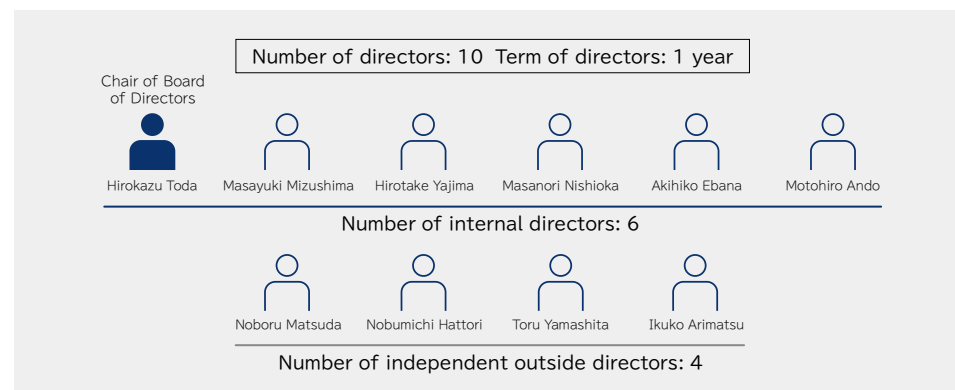 Number of directors: 10 Term of directors: 1 year
Chair of Board
of Directors
Hirokazu Toda
Masayuki Mizushima
Hirotake Yajima
Masanori Nishioka
Akihiko Ebana
Motohiro Ando
Number of internal directors: 6
Noboru Matsuda
Nobumichi Hattori
Toru Yamashita
Ikuko Arimatsu
Number of independent outside directors: 4